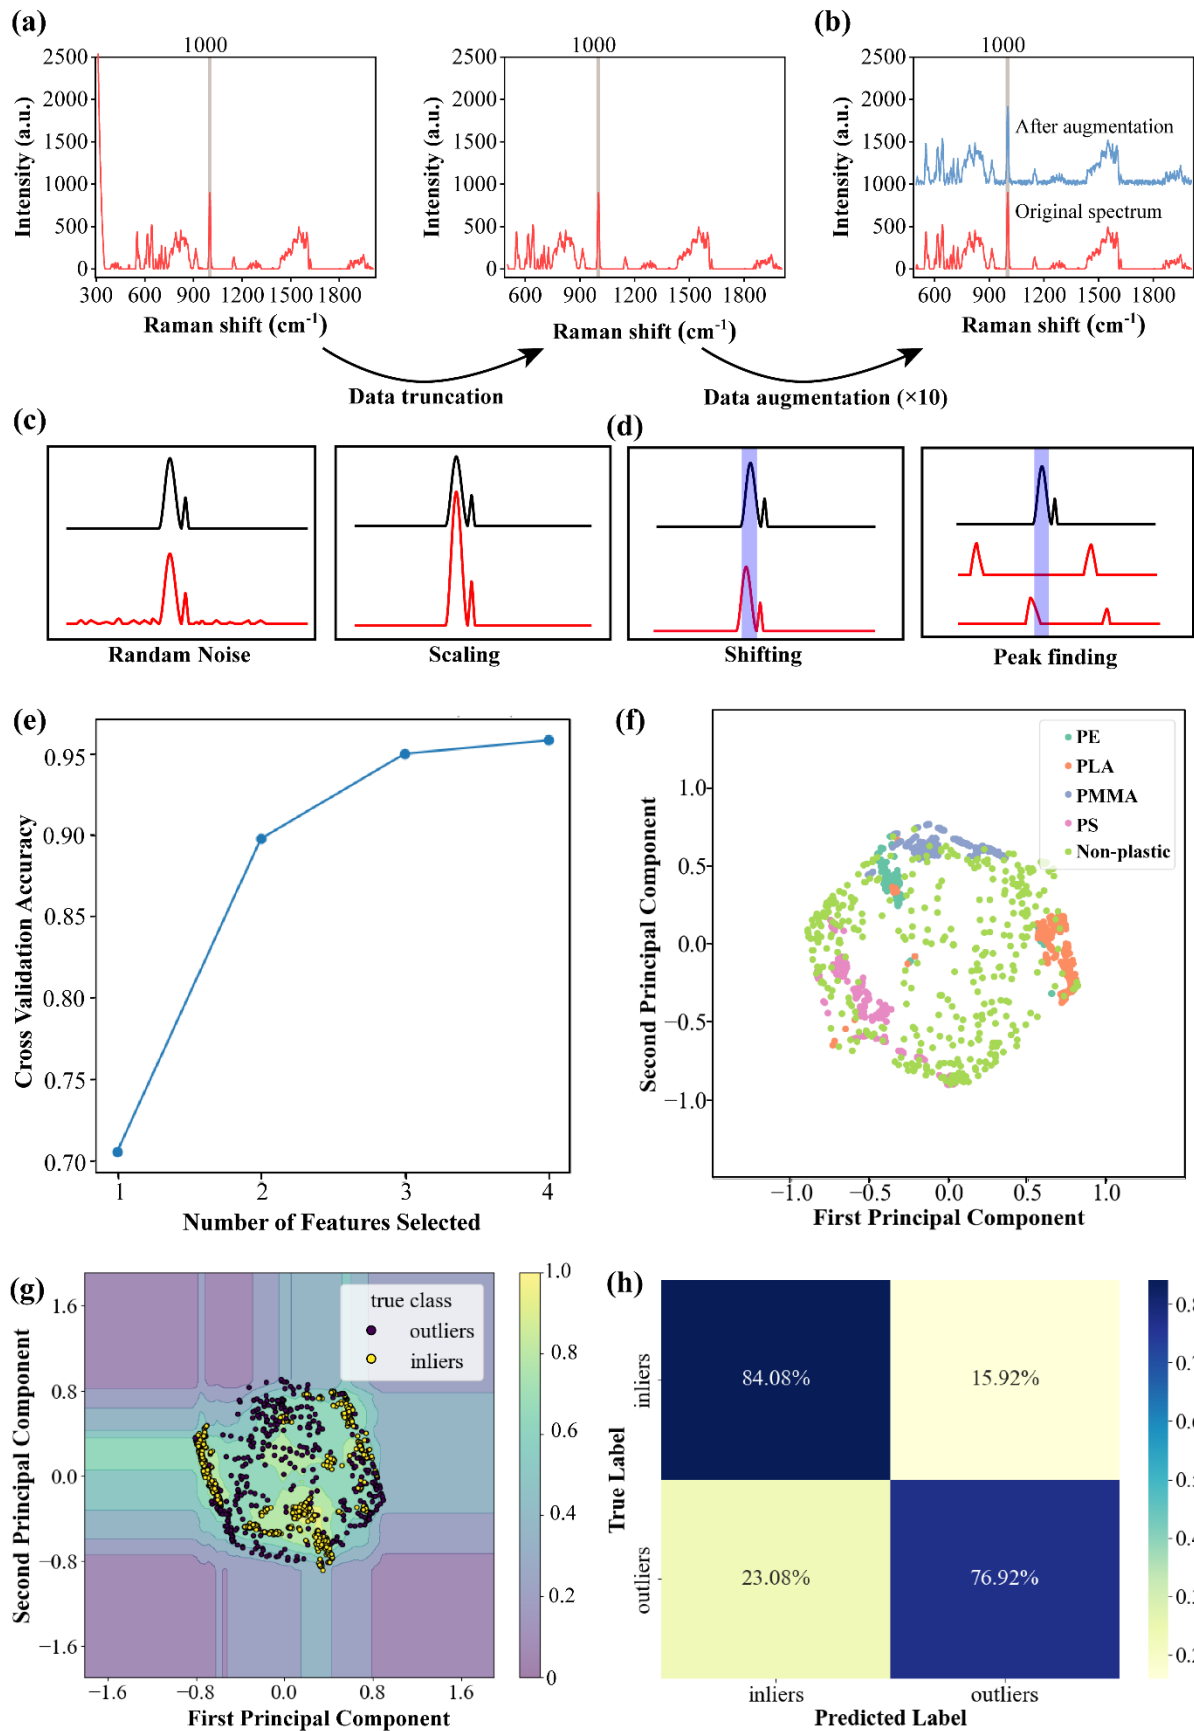 (a)
1000
2500
2000
1500
1000
500
0
Intensity (a.u.)
300 600 900 1200 1500 1800
Raman shift (cm⁻¹)
1000
2500
2000
1500
1000
500
0
Intensity (a.u.)
600 900 1200 1500 1800
Raman shift (cm⁻¹)
(b)
1000
2500
2000
1500
1000
500
0
Intensity (a.u.)
After augmentation
Original spectrum
600 900 1200 1500 1800
Raman shift (cm⁻¹)
Data truncation
Data augmentation (×10)
(c)
Randam Noise
Scaling
(d)
Shifting
Peak finding
(e)
0.95
0.90
0.85
0.80
0.75
0.70
Cross Validation Accuracy
1 2 3 4
Number of Features Selected
(f)
PE
PLA
PMMA
PS
Non-plastic
1.0
0.5
0.0
−0.5
−1.0
Second Principal Component
−1.0 −0.5 0.0 0.5 1.0
First Principal Component
(g)
1.6
0.9
0.0
−0.8
−1.6
Second Principal Component
true class
outliers
inliers
1.0
0.8
0.6
0.4
0.2
0
−1.6 −0.8 0.0 0.8 1.6
First Principal Component
(h)
inliers
outliers
True Label
84.08% 15.92%
23.08% 76.92%
inliers outliers
Predicted Label